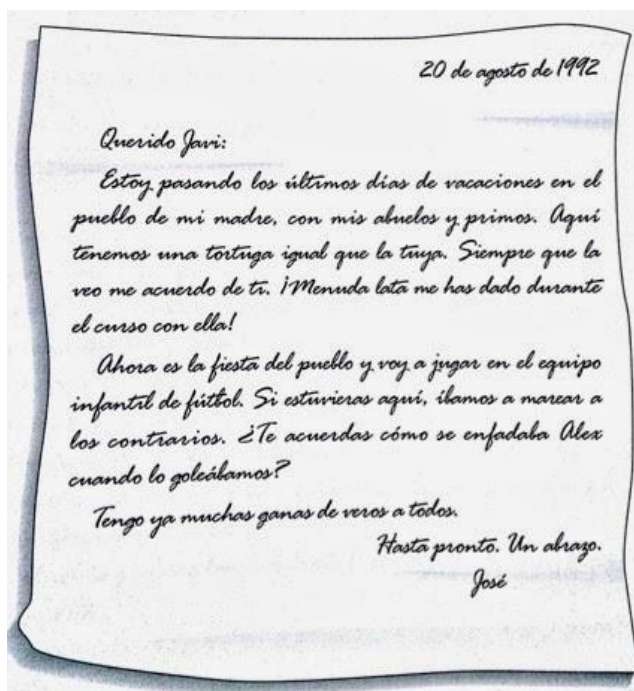 20 de agosto de 1992
Querido Javi:
Estoy pasando los últimos días de vacaciones en el
pueblo de mi madre, con mis abuelos y primos. Aquí
tenemos una tortuga igual que la tuya. Siempre que la
veo me acuerdo de ti. ¡Menuda lata me has dado durante
el curso con ella!
Ahora es la fiesta del pueblo y voy a jugar en el equipo
infantil de fútbol. Si estuvieras aquí, íbamos a marear a
los contrarios. ¿Te acuerdas cómo se enfadaba Alex
cuando lo goleábamos?
Tengo ya muchas ganas de veros a todos.
Hasta pronto. Un abrazo.
José